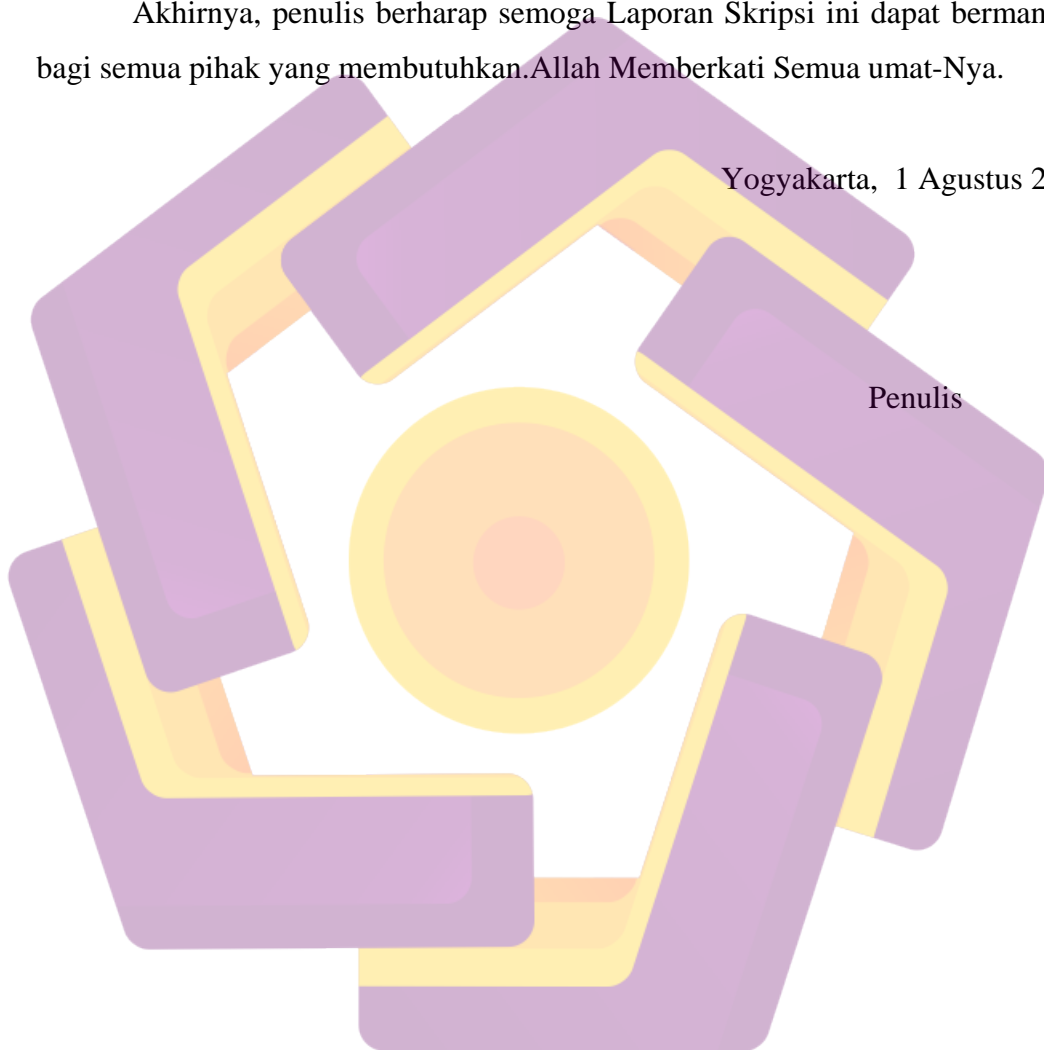 Akhirnya, penulis berharap semoga Laporan Skripsi ini dapat berman
bagi semua pihak yang membutuhkan.Allah Memberkati Semua umat-Nya.
Yogyakarta, 1 Agustus 2
Penulis